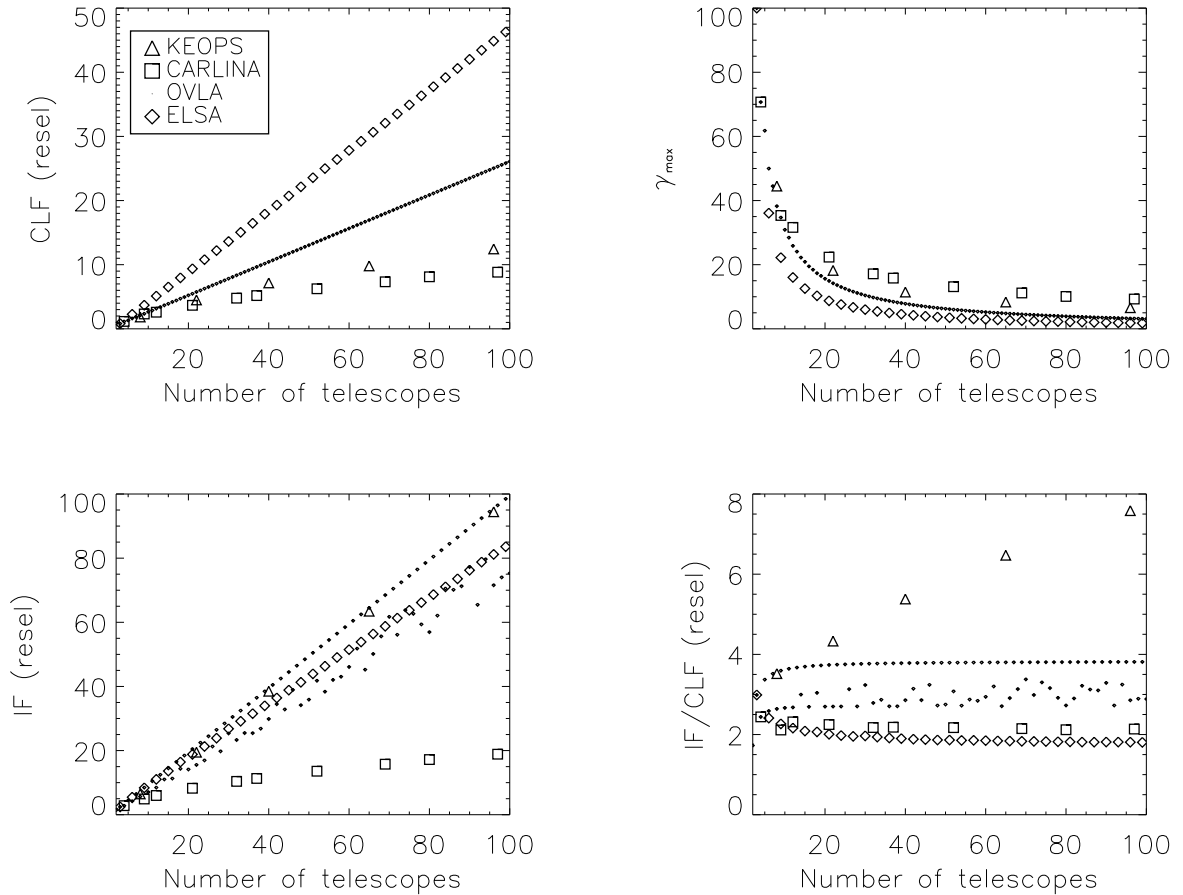 50
40
30
20
10
0
CLF (resel)
KEOPS
CARLINA
OVLA
ELSA
20 40 60 80 100
Number of telescopes
100
80
60
40
20
0
γmax
20 40 60 80 100
Number of telescopes
100
80
60
40
20
0
IF (resel)
20 40 60 80 100
Number of telescopes
8
6
4
2
0
IF/CLF (resel)
20 40 60 80 100
Number of telescopes